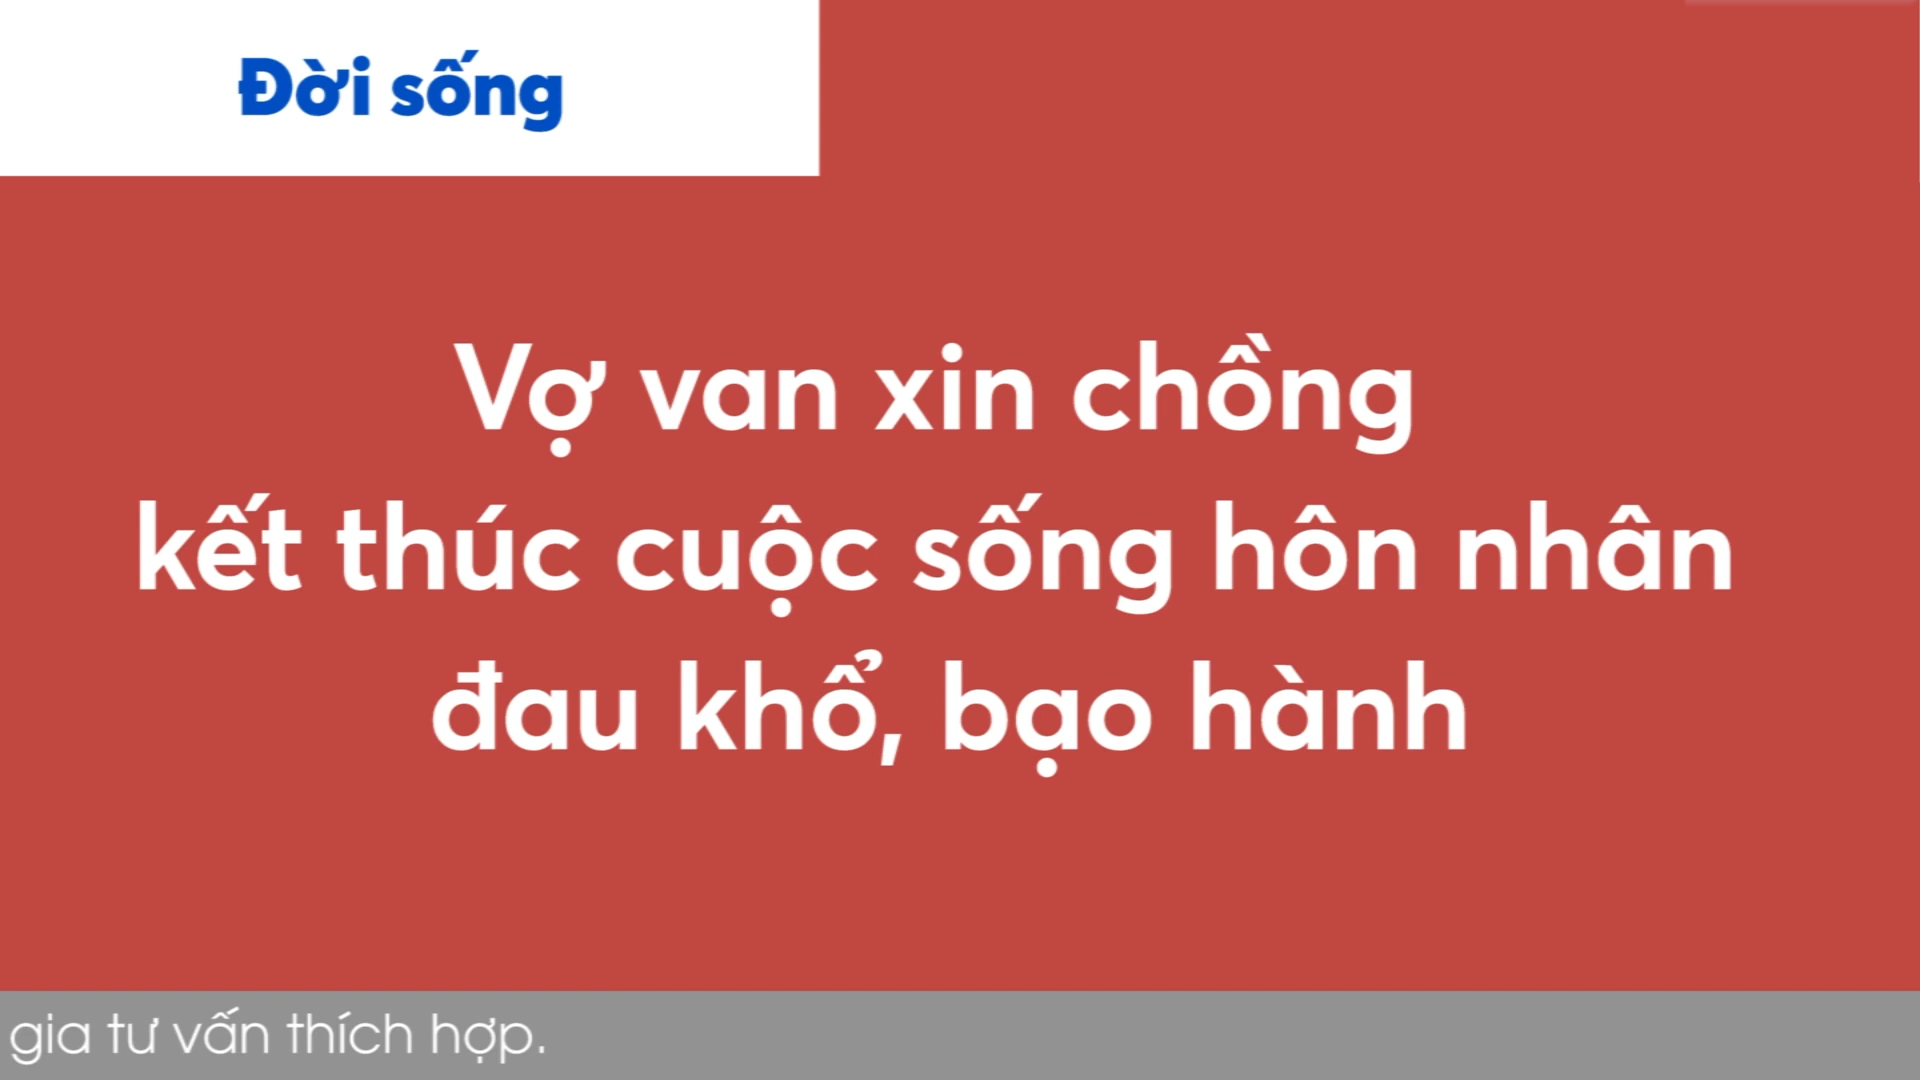 Đời sống
Vợ van xin chồng
kết thúc cuộc sống hôn nhân
đau khổ, bạo hành
gia tư vấn thích hợp.